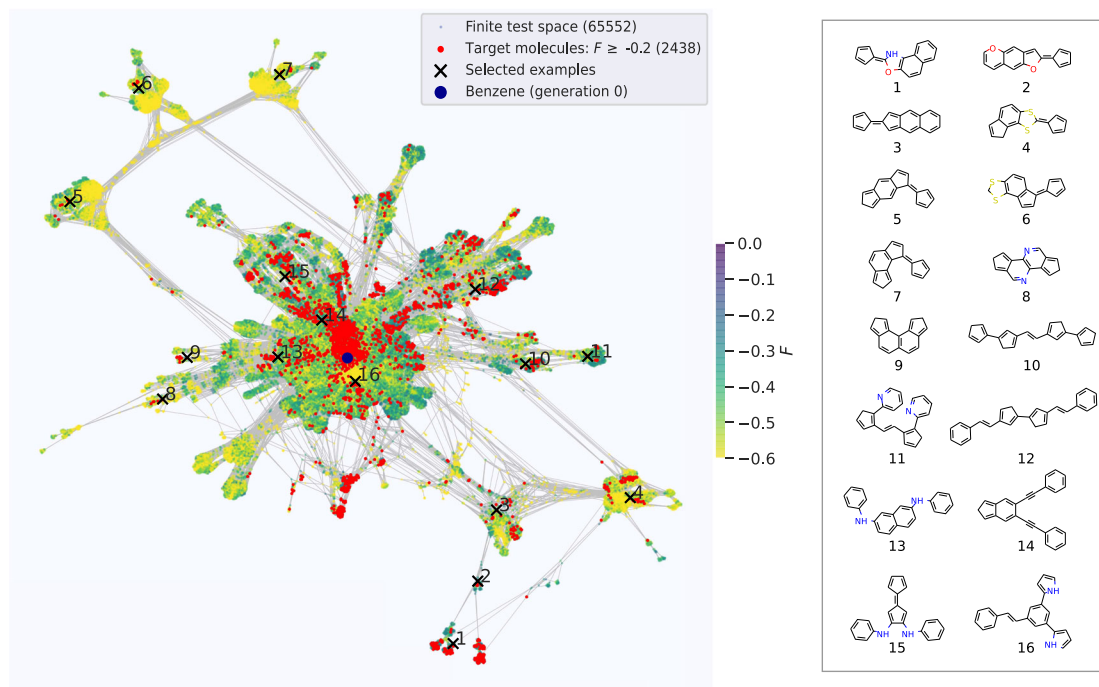 Finite test space (65552)
Target molecules: F ≥ -0.2 (2438)
Selected examples
Benzene (generation 0)
7
6
5
15
12
14
9
13
10
11
16
8
3
4
2
1
0.0
−0.1
−0.2
−0.3
−0.4
−0.5
−0.6
F
NH
O
1
O
O
2
3
S
S
4
5
S
S
6
7
N
N
8
9
10
N
N
11
12
NH
NH
13
14
NH
NH
15
NH
NH
16